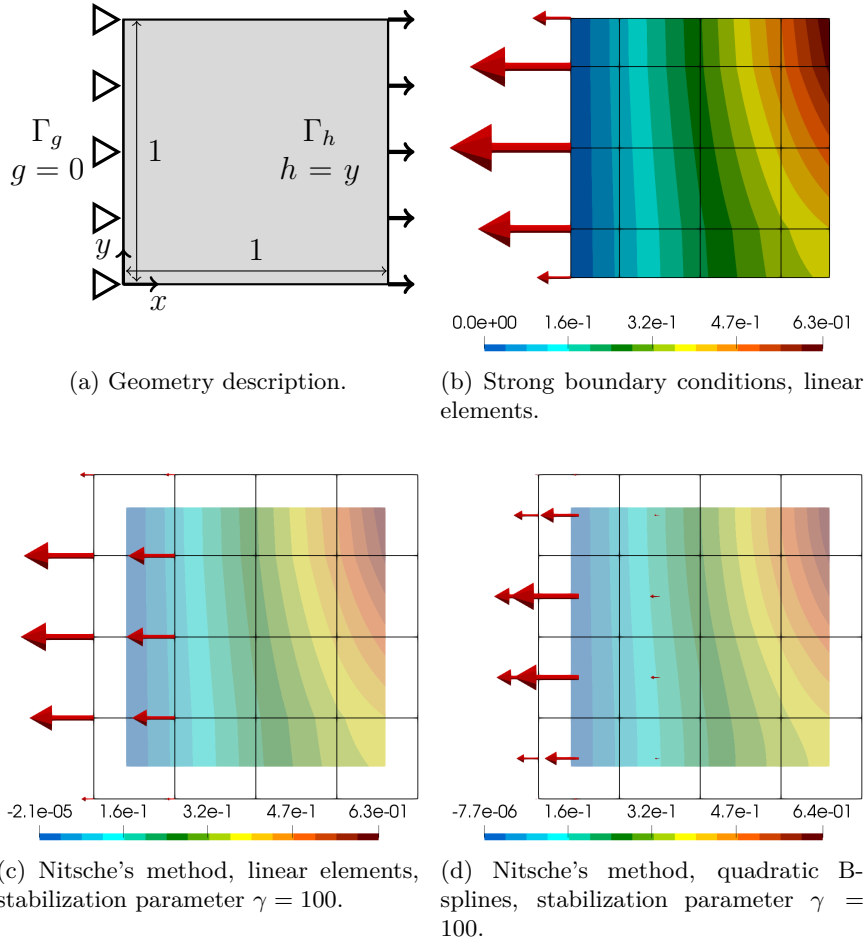 Γg
g = 0
1
Γh
h = y
y
1
x
0.0e+00 1.6e-1 3.2e-1 4.7e-1 6.3e-01
(a) Geometry description.
(b) Strong boundary conditions, linear
elements.
-2.1e-05 1.6e-1 3.2e-1 4.7e-1 6.3e-01
-7.7e-06 1.6e-1 3.2e-1 4.7e-1 6.4e-01
(c) Nitsche's method, linear elements,
stabilization parameter γ = 100.
(d) Nitsche's method, quadratic B-
splines, stabilization parameter γ =
100.